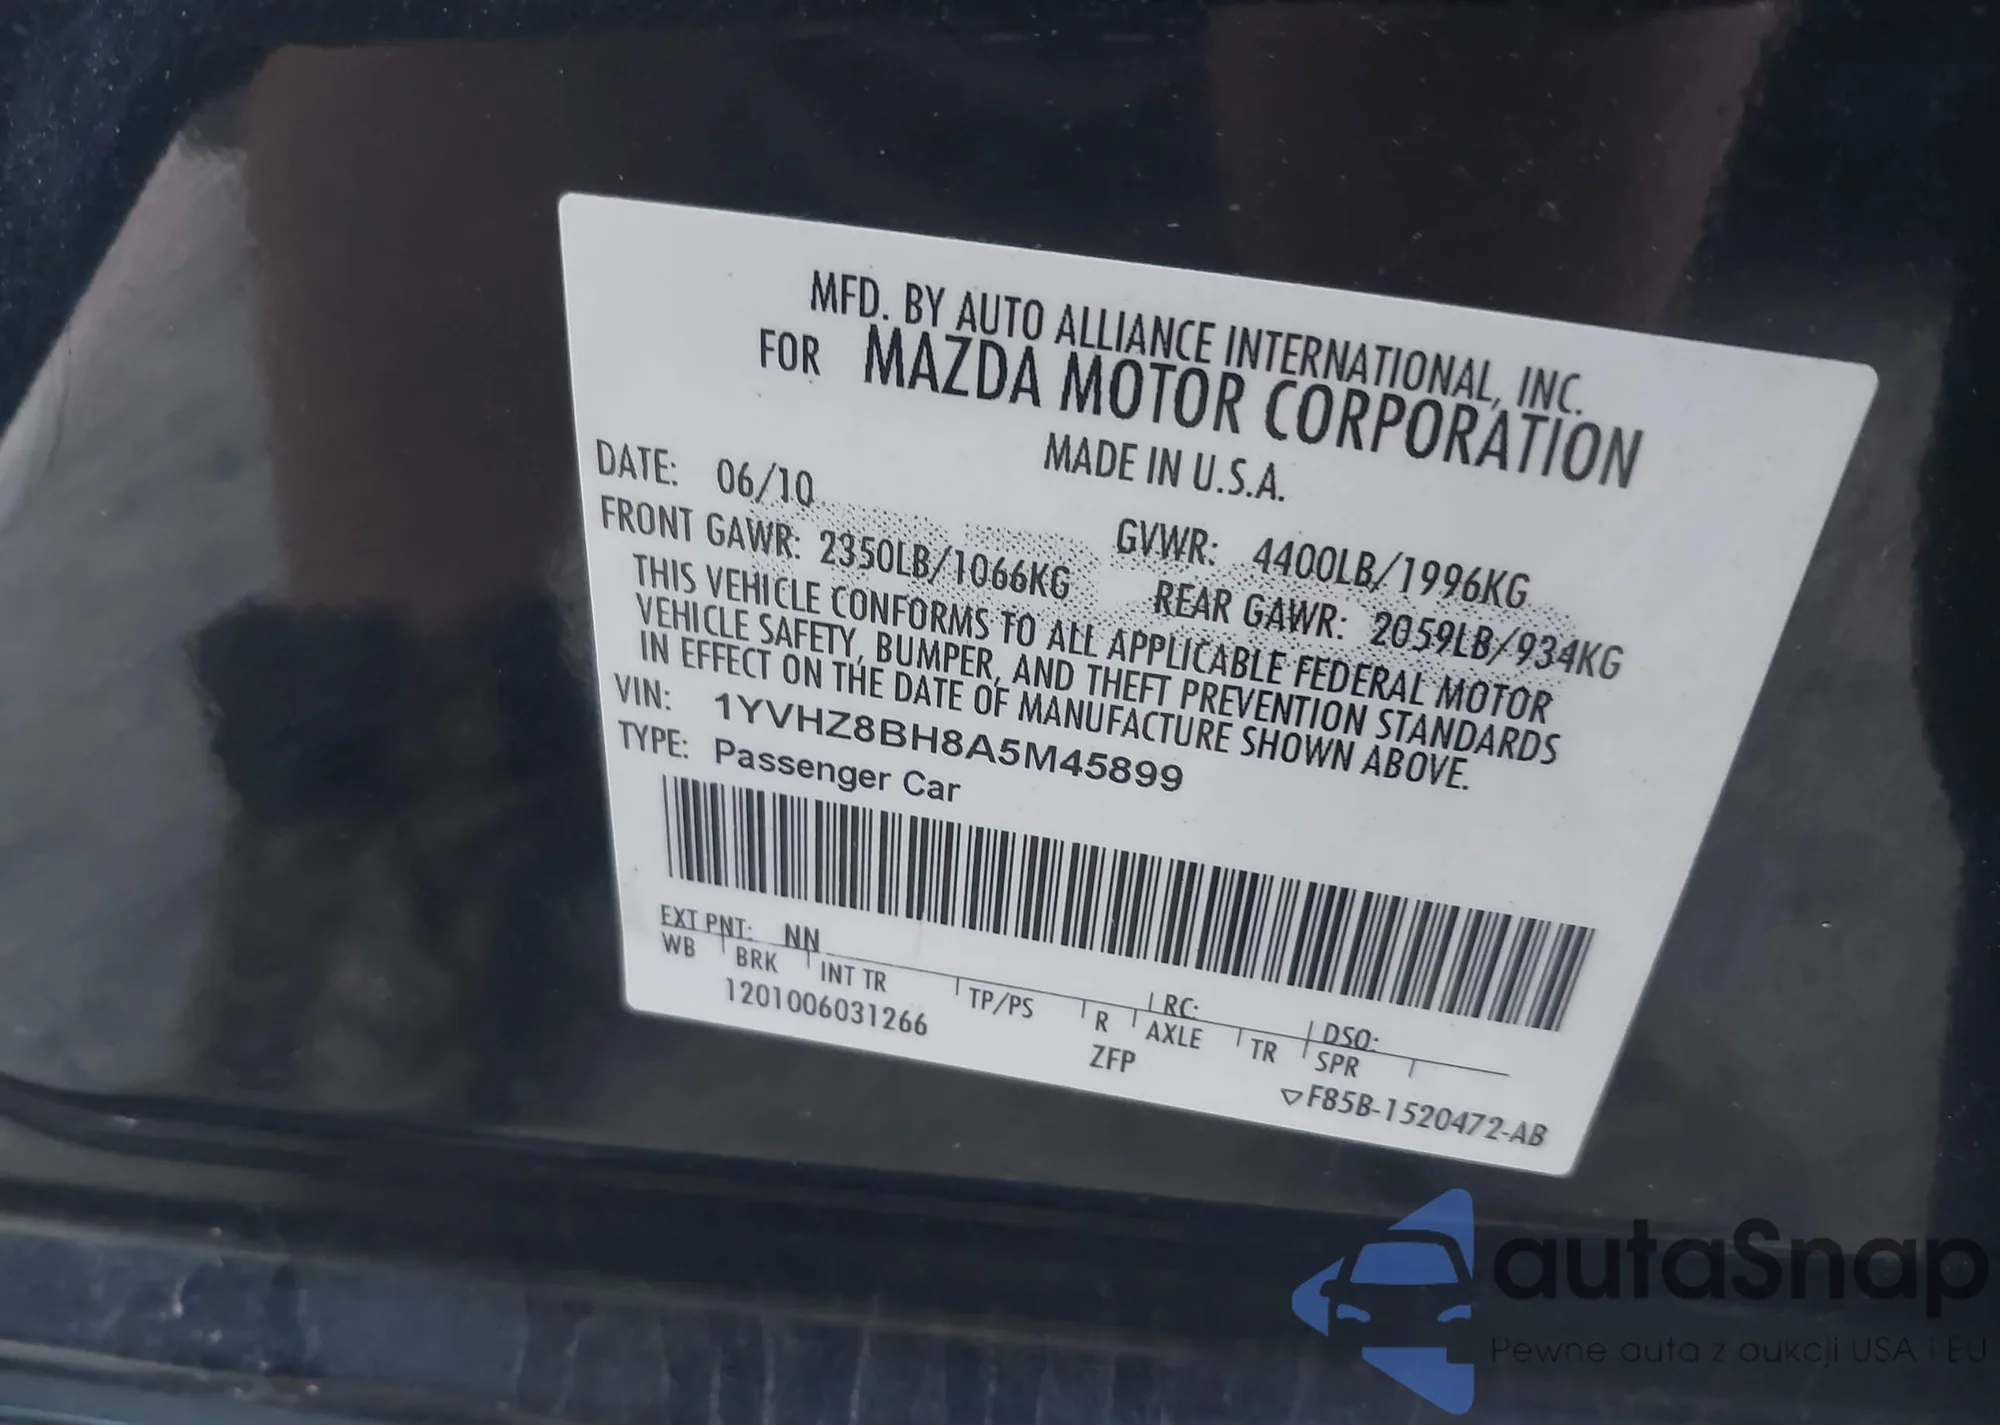 MFD. BY AUTO ALLIANCE INTERNATIONAL, INC.
FOR MAZDA MOTOR CORPORATION
MADE IN U.S.A.
DATE: 06/10 GVWR: 4400LB/1996KG
FRONT GAWR: 2350LB/1066KG REAR GAWR: 2059LB/934KG
THIS VEHICLE CONFORMS TO ALL APPLICABLE FEDERAL MOTOR
VEHICLE SAFETY, BUMPER, AND THEFT PREVENTION STANDARDS
IN EFFECT ON THE DATE OF MANUFACTURE SHOWN ABOVE.
VIN: 1YVHZ8BH8A5M45899
TYPE: Passenger Car
EXT PNT: NN RC: DSO:
WB BRK INT TR TP/PS R AXLE TR SPR
1201006031266 ZFP
▽F85B-1520472-AB
autaSnap
Pewne auta z aukcji USA i EU